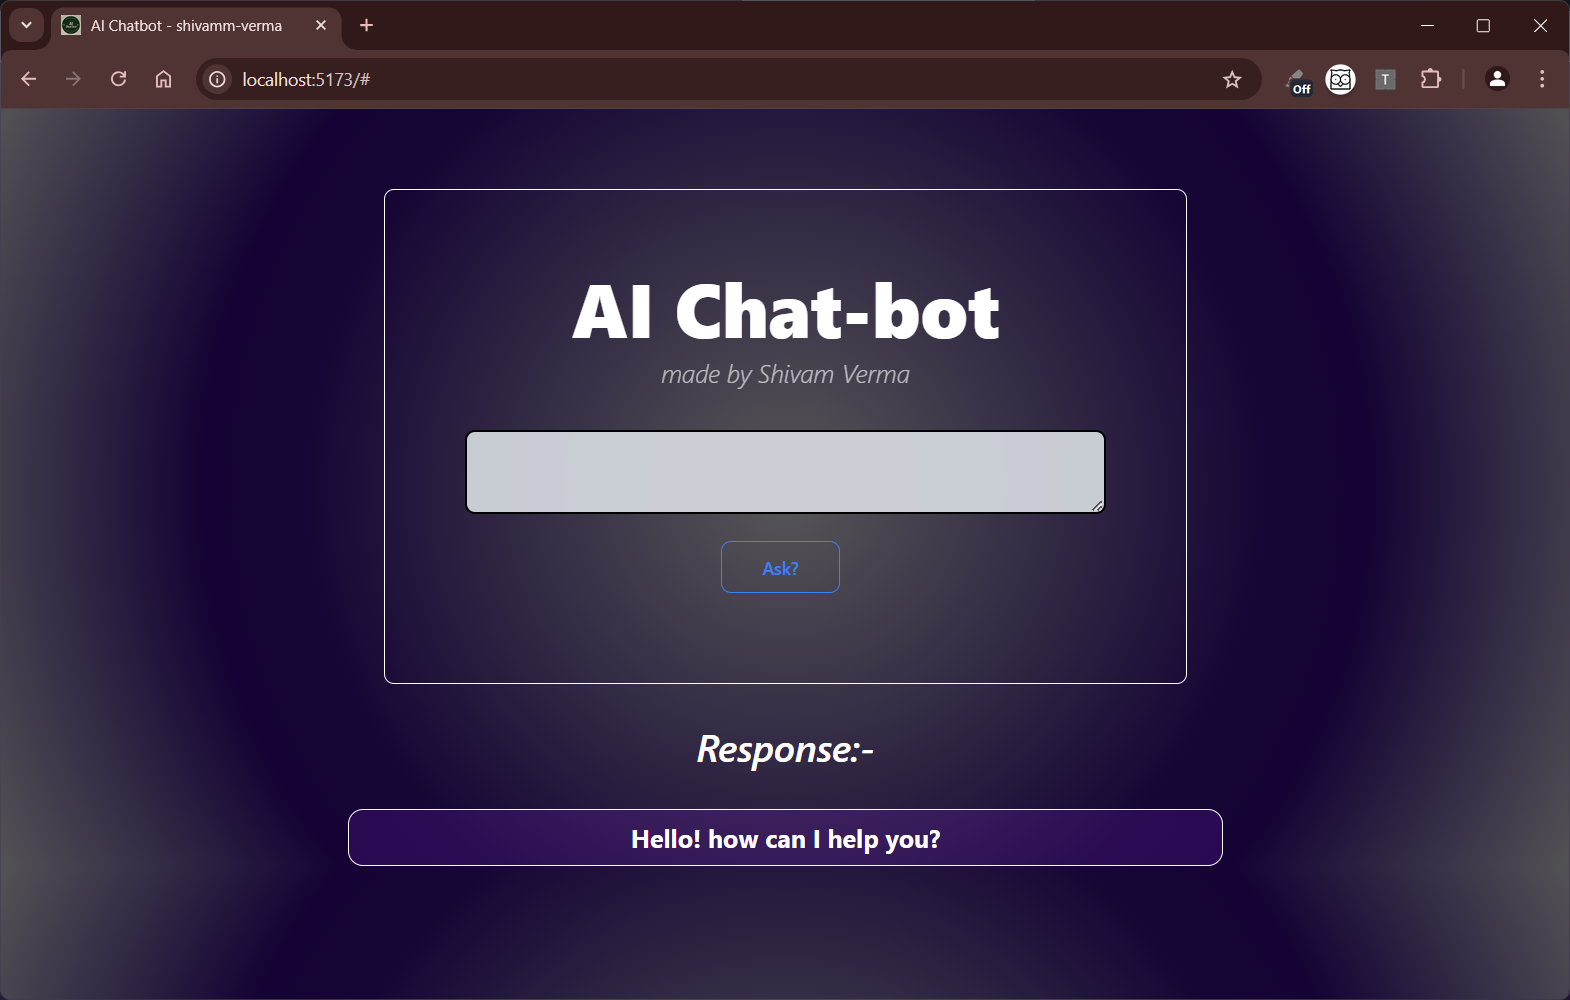 AI Chatbot - shivamm-verma
localhost:5173/#
Off
T
AI Chat-bot
made by Shivam Verma
Ask?
Response:-
Hello! how can I help you?